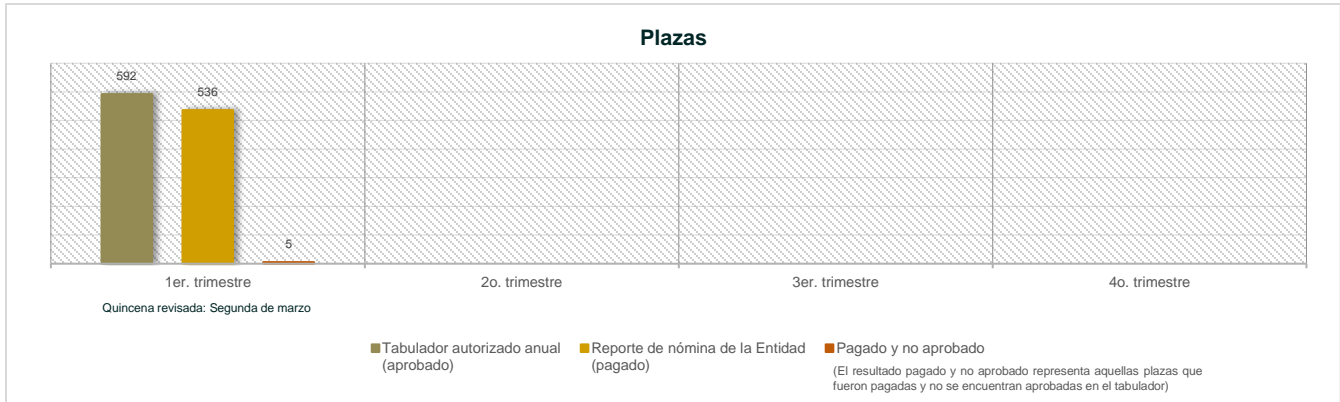 Plazas
592
536
5
1er. trimestre
2o. trimestre
3er. trimestre
4o. trimestre
Quincena revisada: Segunda de marzo
Tabulador autorizado anual
(aprobado)
Reporte de nómina de la Entidad
(pagado)
Pagado y no aprobado
(El resultado pagado y no aprobado representa aquellas plazas que
fueron pagadas y no se encuentran aprobadas en el tabulador)